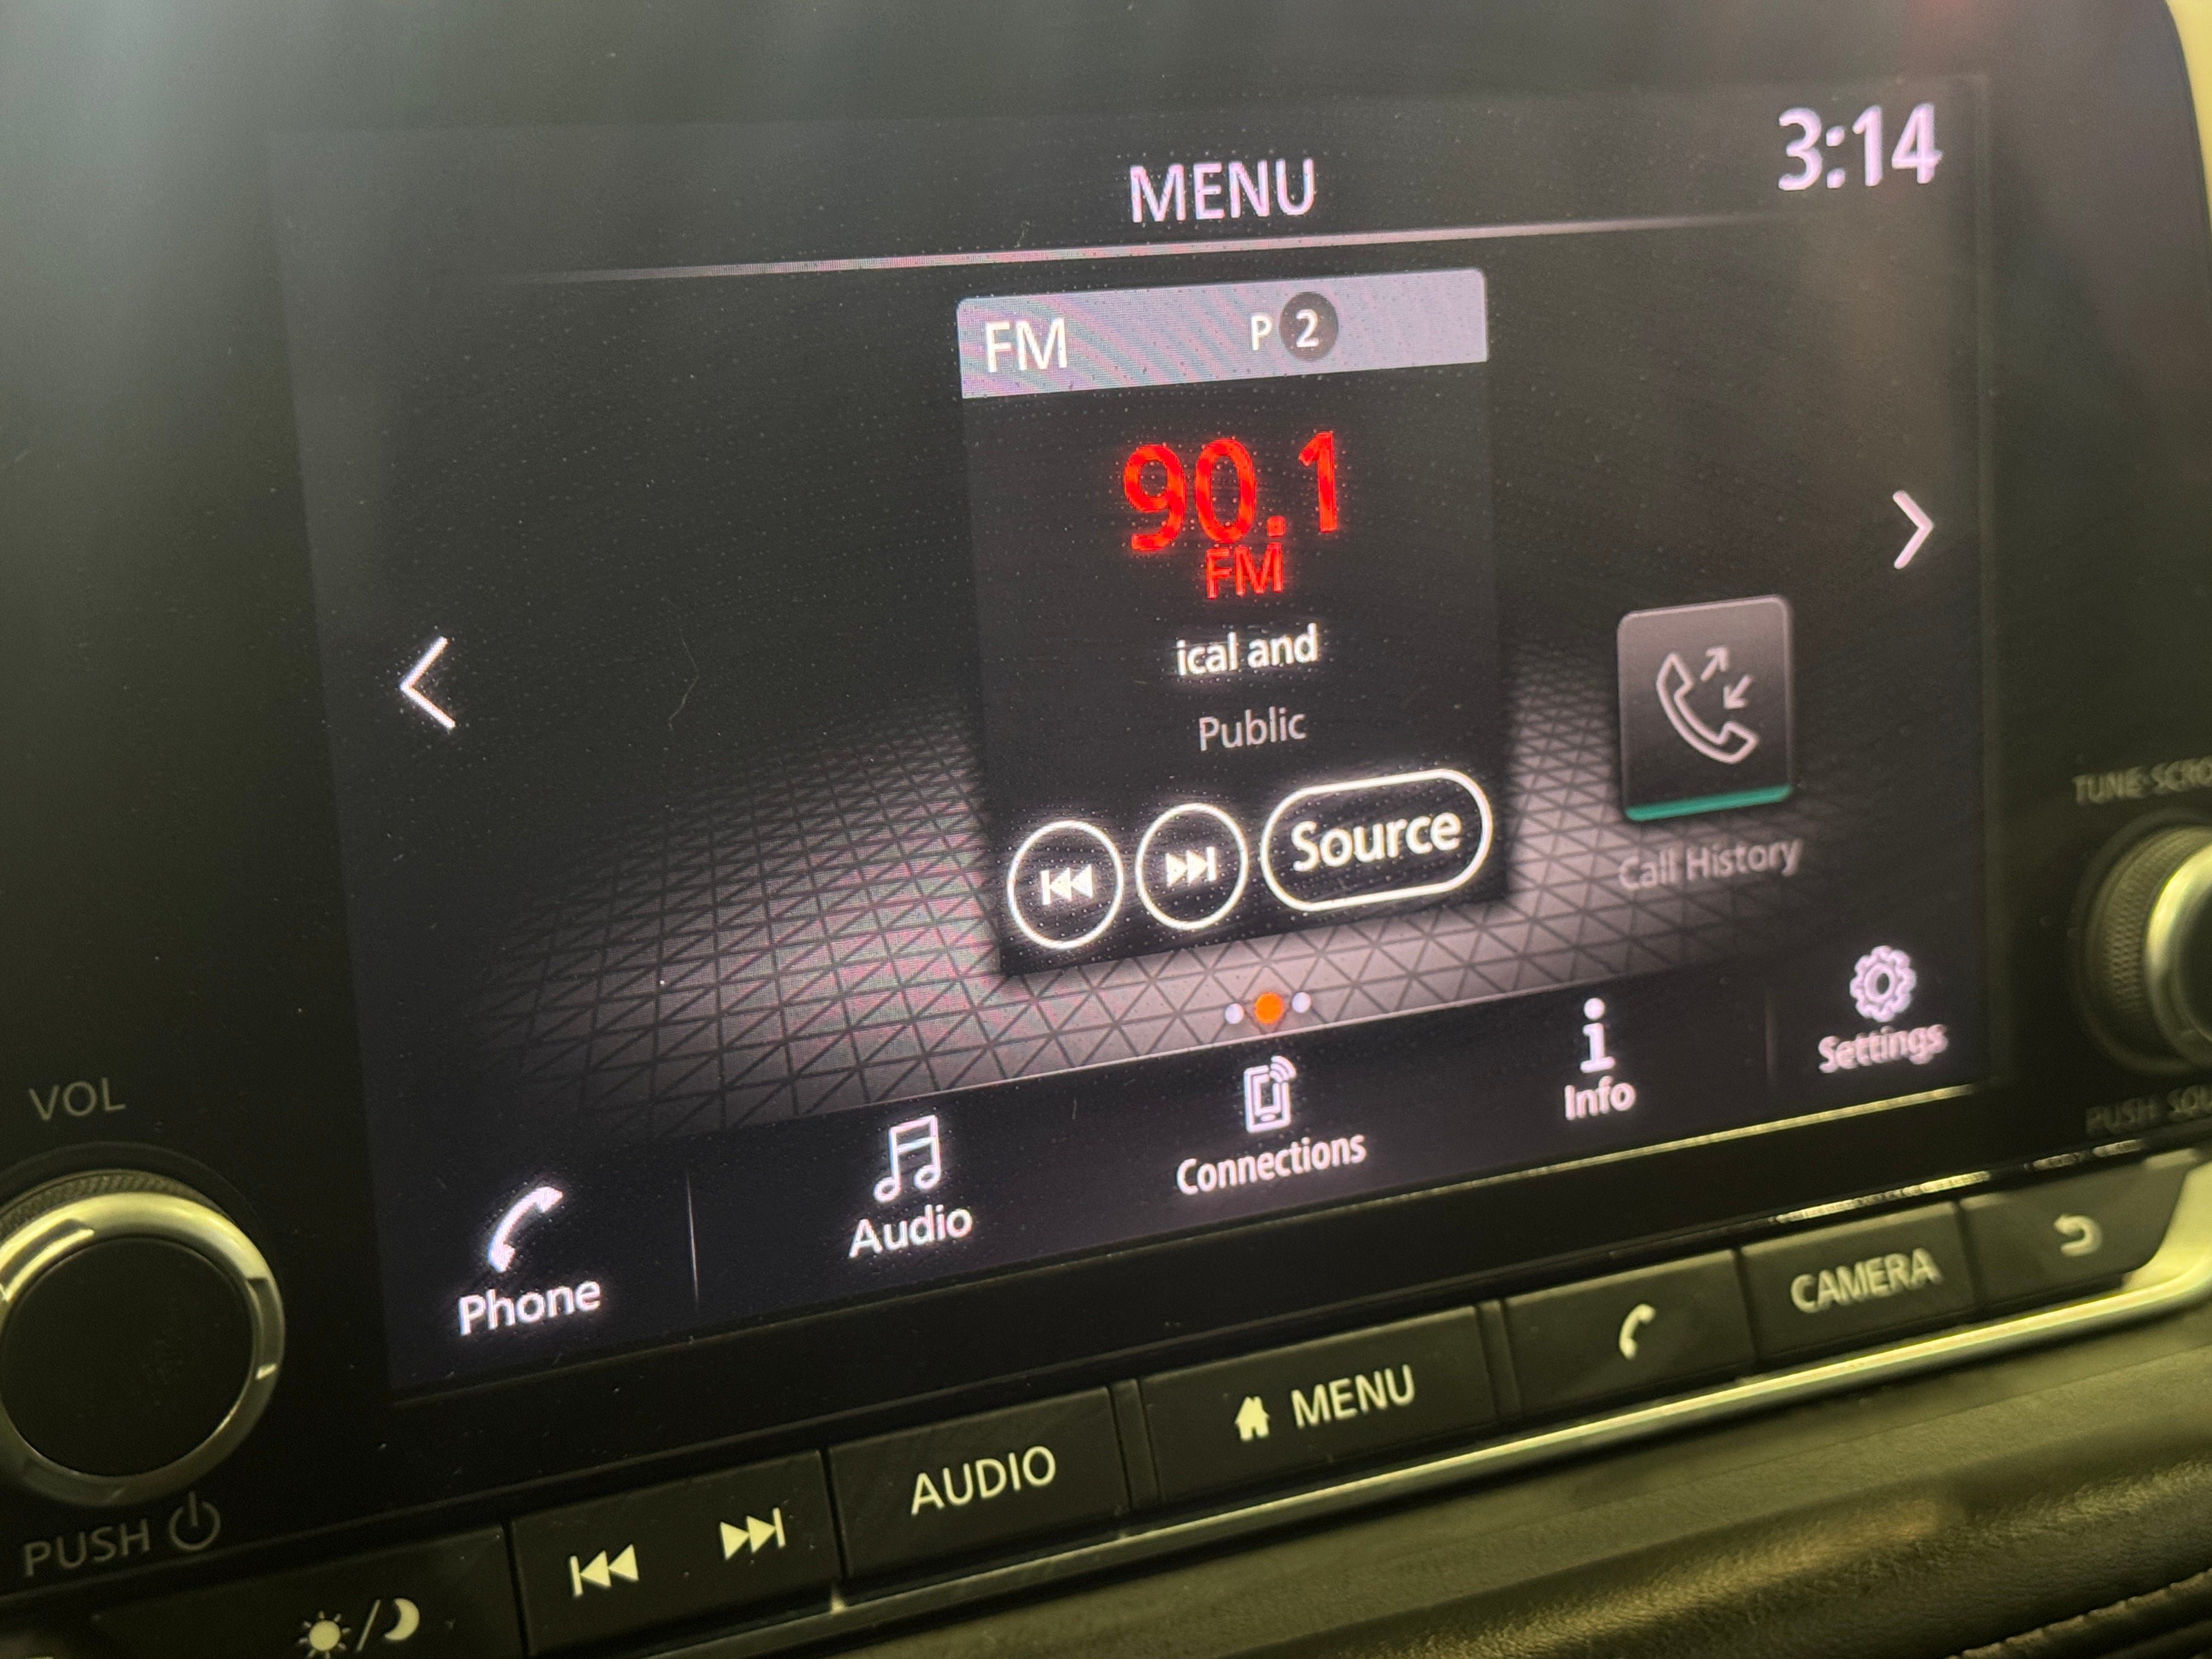 3:14
MENU
FM P 2
90.1
FM
ical and
Public
Source
Call History
Phone
Audio
Connections
Info
Settings
VOL
PUSH
TUNE·SCRO
PUSH SOU
AUDIO
MENU
CAMERA